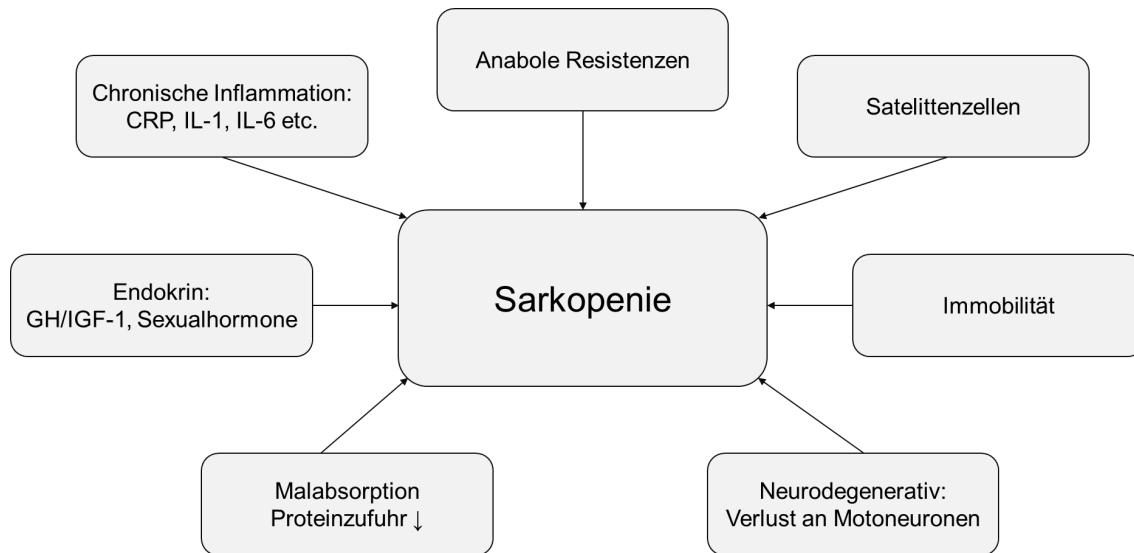 Anabole Resistenzen
Chronische Inflammation:
CRP, IL-1, IL-6 etc.
Satelittenzellen
Sarkopenie
Endokrin:
GH/IGF-1, Sexualhormone
Immobilität
Malabsorption
Proteinzufuhr ↓
Neurodegenerativ:
Verlust an Motoneuronen